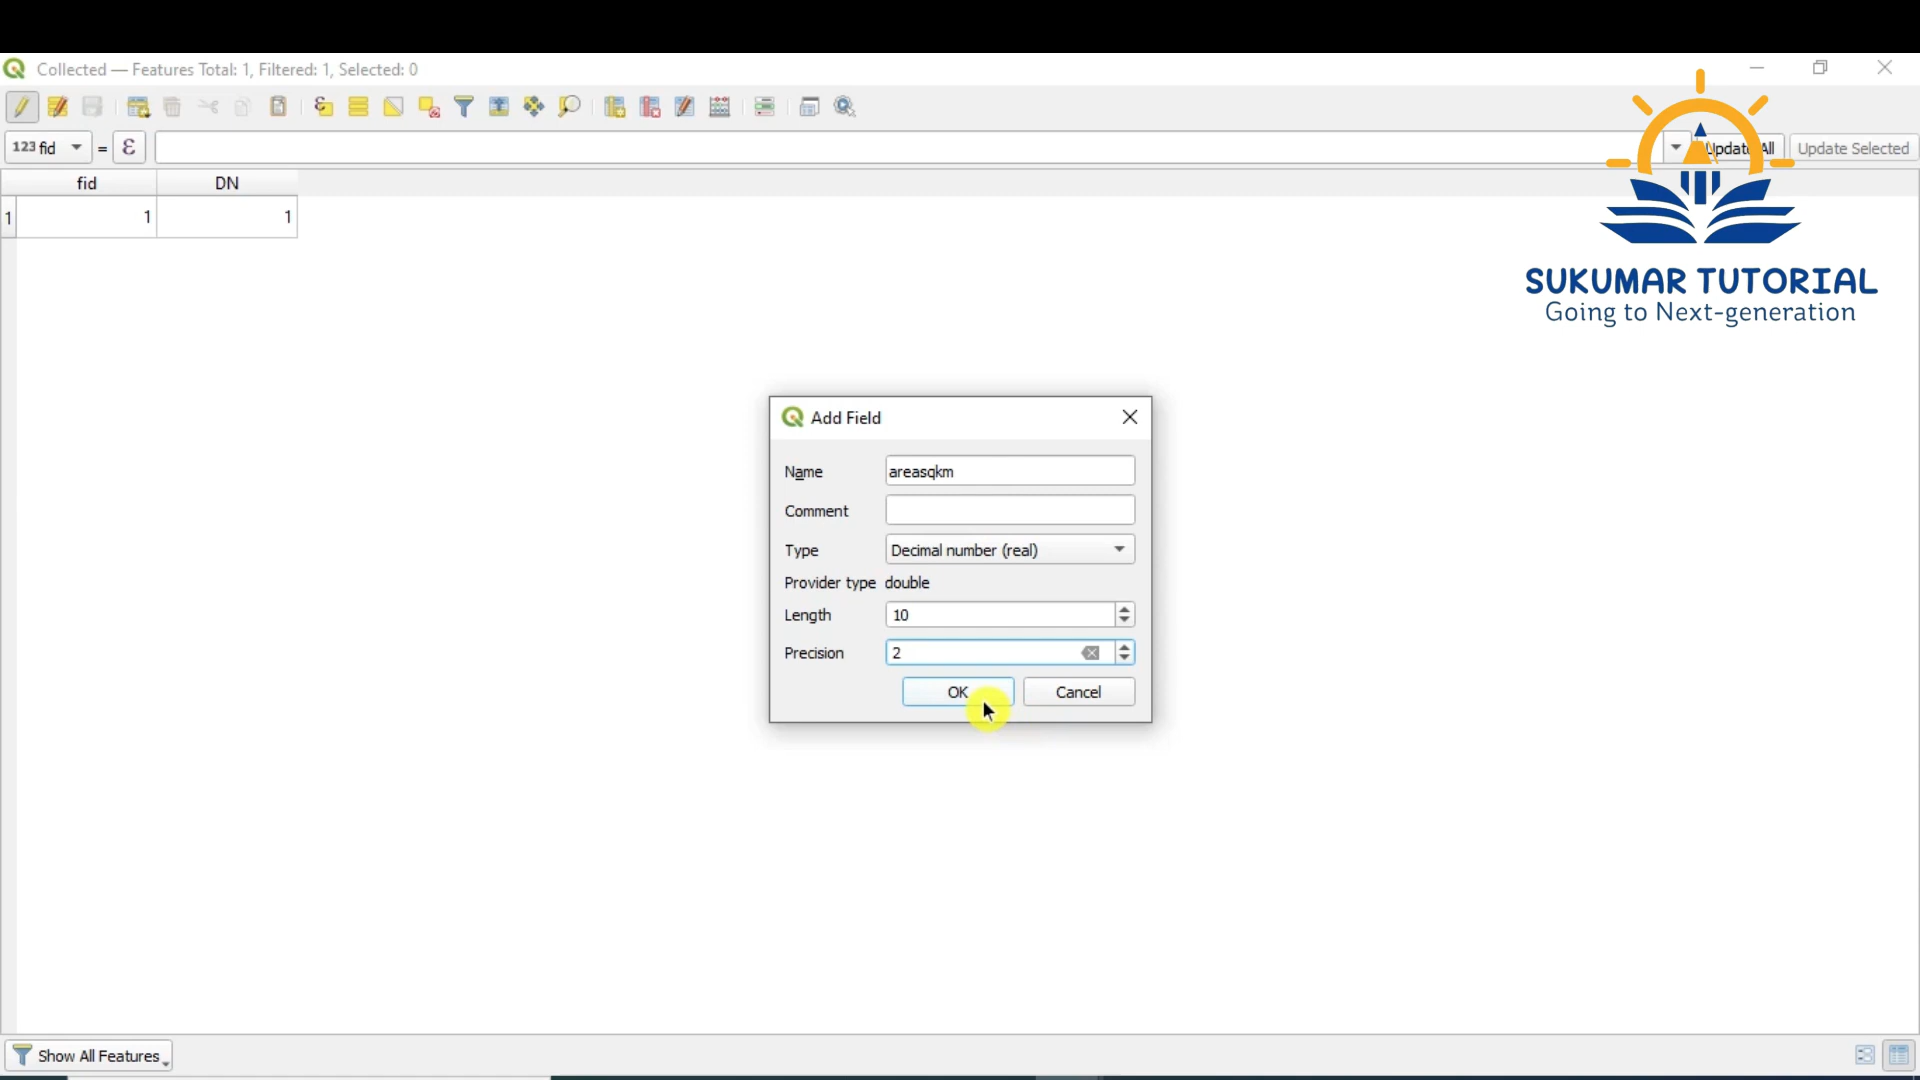 Collected — Features Total: 1, Filtered: 1, Selected: 0
123 fid = ε Update All Update Selected
fid DN
1 1 1
SUKUMAR TUTORIAL
Going to Next-generation
Add Field
Name areasqkm
Comment
Type Decimal number (real)
Provider type double
Length 10
Precision 2
OK Cancel
Show All Features